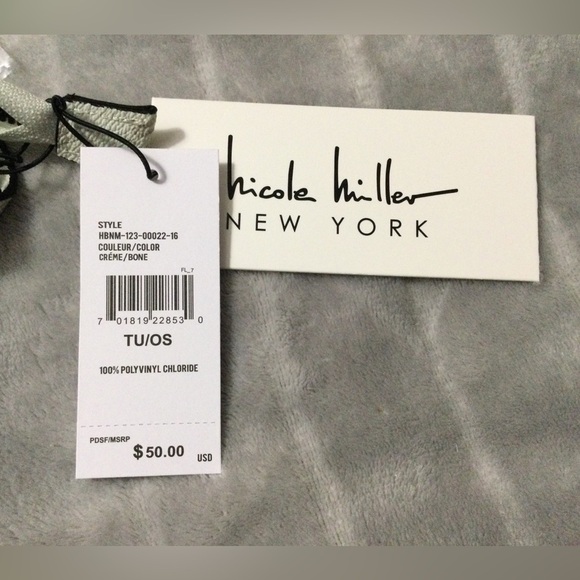 Nicole Miller
NEW YORK
STYLE
HBNM-123-00022-16
COULEUR/COLOR
CRÉME/BONE
FL_7
7 01819 22853 0
TU/OS
100% POLYVINYL CHLORIDE
PDSF/MSRP $50.00 USD